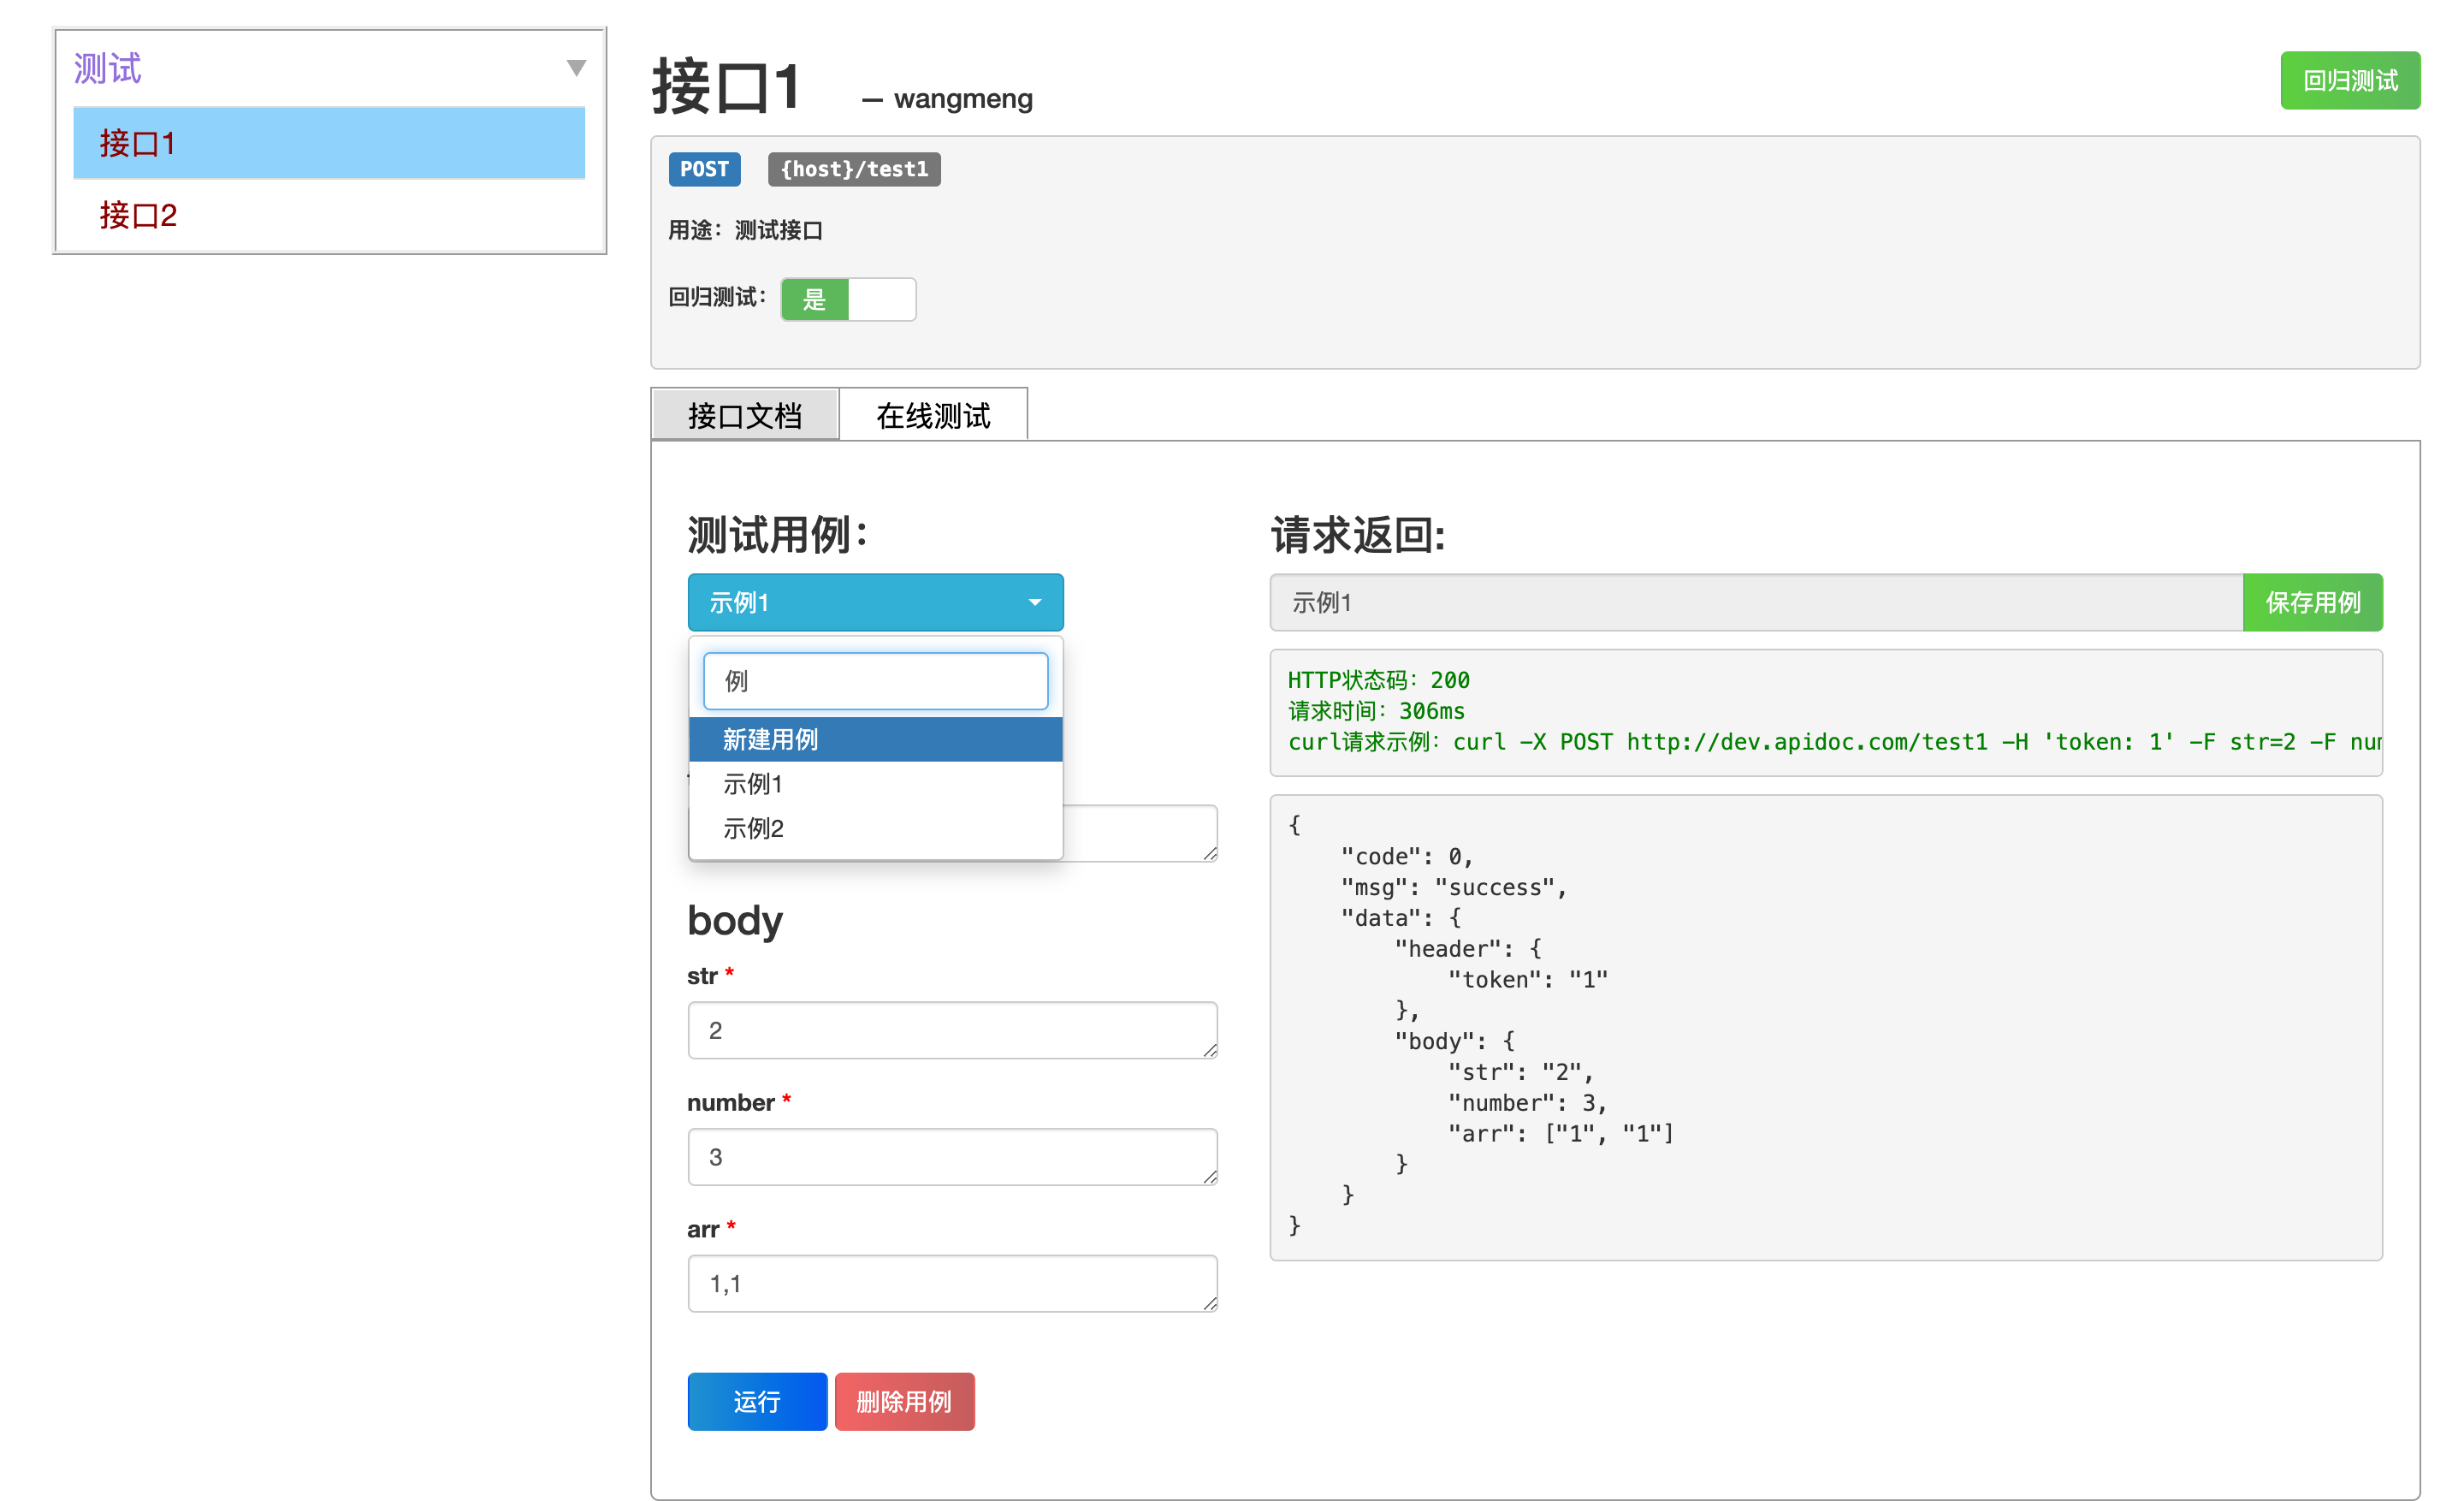 测试 ▼
接口1
接口2
接口1 — wangmeng
回归测试
POST {host}/test1
用途：测试接口
回归测试： 是
接口文档 在线测试
测试用例：
示例1
例
新建用例
示例1
示例2
body
str *
2
number *
3
arr *
1,1
运行 删除用例
请求返回:
示例1 保存用例
HTTP状态码：200
请求时间：306ms
curl请求示例：curl -X POST http://dev.apidoc.com/test1 -H 'token: 1' -F str=2 -F
{
    "code": 0,
    "msg": "success",
    "data": {
        "header": {
            "token": "1"
        },
        "body": {
            "str": "2",
            "number": 3,
            "arr": ["1", "1"]
        }
    }
}